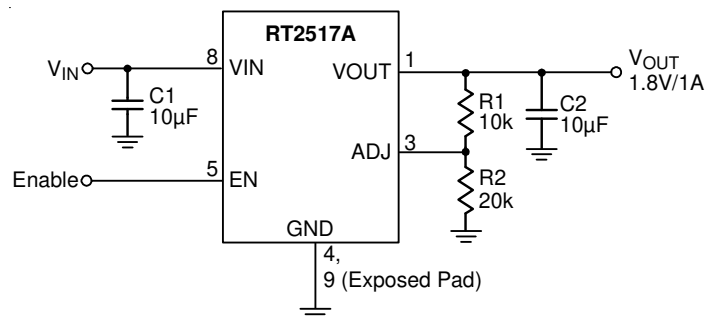 RT2517A
8
VIN
VIN
C1
10µF
VOUT
1
VOUT
1.8V/1A
R1
10k
C2
10µF
ADJ
3
Enable
5
EN
R2
20k
GND
4,
9 (Exposed Pad)